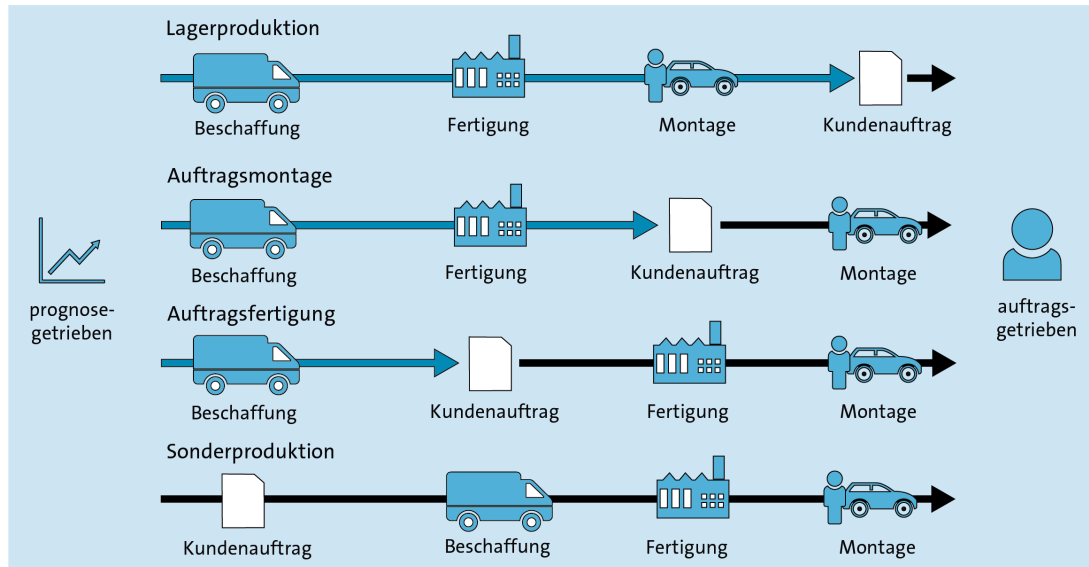 Lagerproduktion
Beschaffung
Fertigung
Montage
Kundenauftrag
Auftragsmontage
Beschaffung
Fertigung
Kundenauftrag
Montage
prognose-
getrieben
auftrags-
getrieben
Auftragsfertigung
Beschaffung
Kundenauftrag
Fertigung
Montage
Sonderproduktion
Kundenauftrag
Beschaffung
Fertigung
Montage